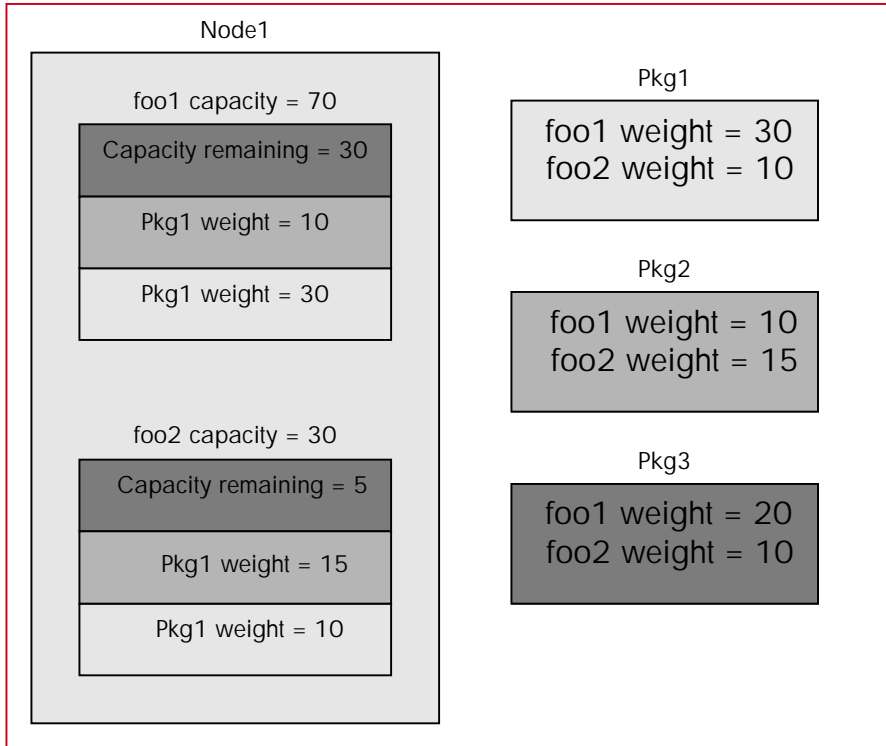 Node1
foo1 capacity = 70
Capacity remaining = 30
Pkg1 weight = 10
Pkg1 weight = 30
foo2 capacity = 30
Capacity remaining = 5
Pkg1 weight = 15
Pkg1 weight = 10
Pkg1
foo1 weight = 30
foo2 weight = 10
Pkg2
foo1 weight = 10
foo2 weight = 15
Pkg3
foo1 weight = 20
foo2 weight = 10